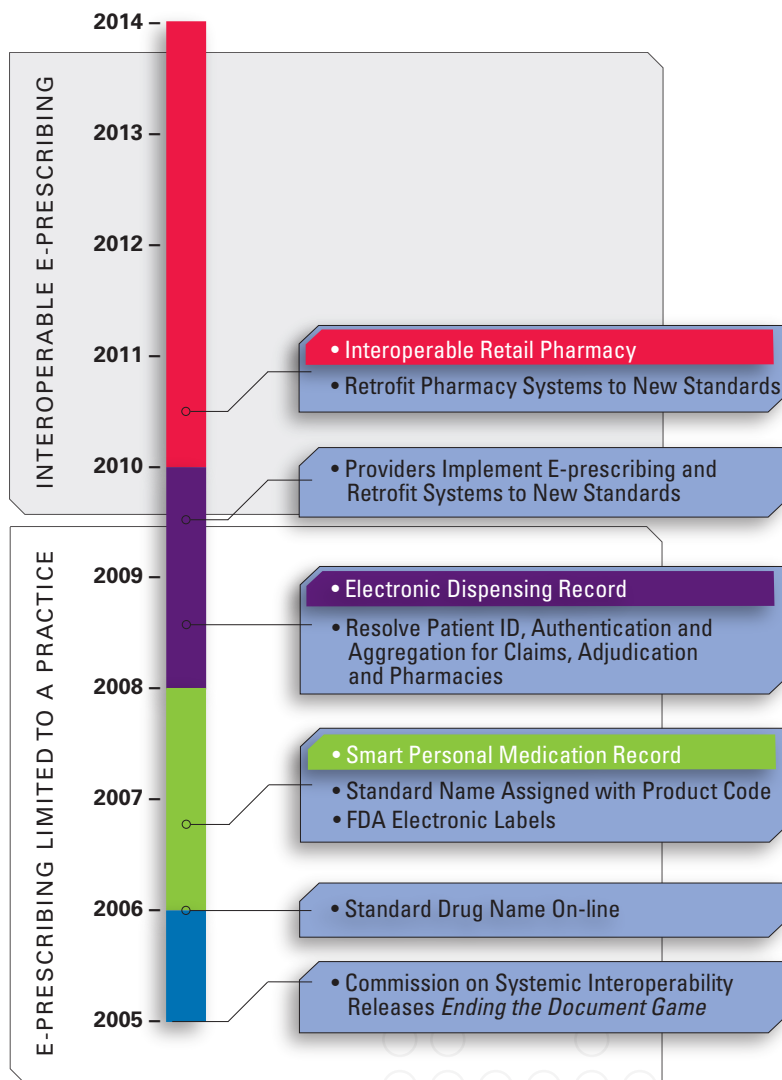 2014 –
2013 –
2012 –
2011 –
2010 –
2009 –
2008 –
2007 –
2006 –
2005 –
INTEROPERABLE E-PRESCRIBING
E-PRESCRIBING LIMITED TO A PRACTICE
• Interoperable Retail Pharmacy
• Retrofit Pharmacy Systems to New Standards
• Providers Implement E-prescribing and
Retrofit Systems to New Standards
• Electronic Dispensing Record
• Resolve Patient ID, Authentication and
Aggregation for Claims, Adjudication
and Pharmacies
• Smart Personal Medication Record
• Standard Name Assigned with Product Code
• FDA Electronic Labels
• Standard Drug Name On-line
• Commission on Systemic Interoperability
Releases Ending the Document Game